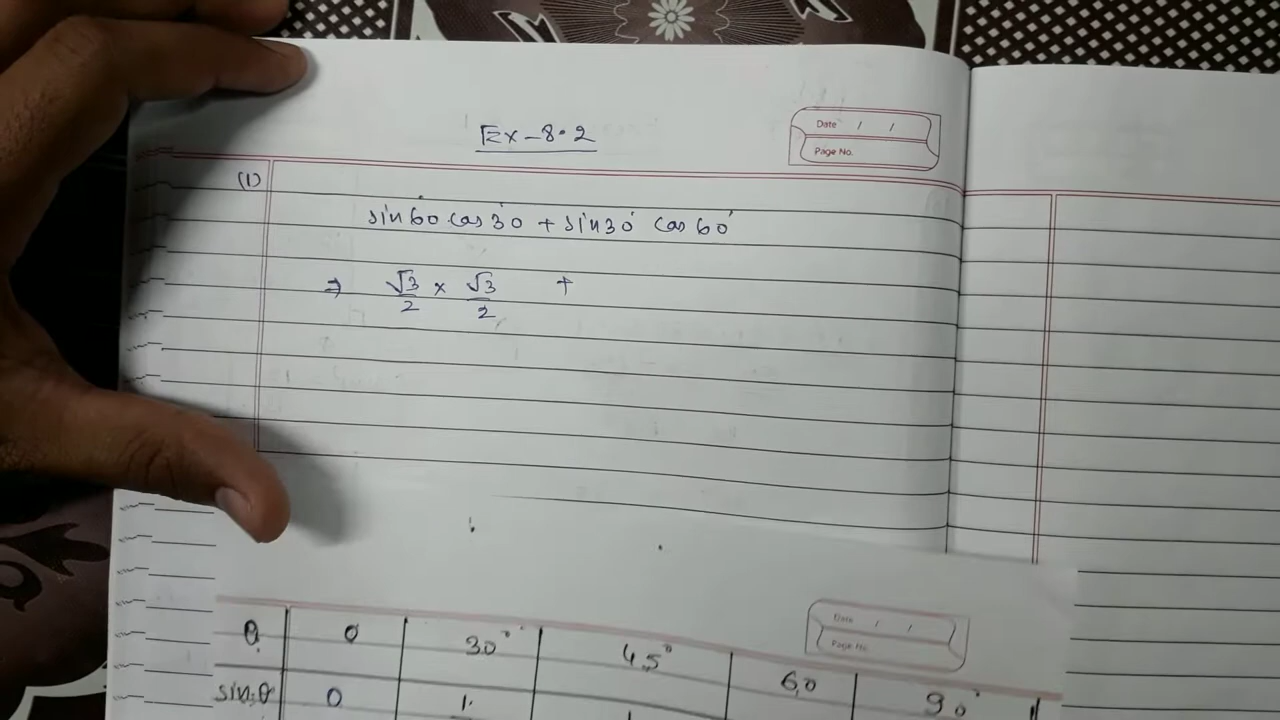 Ex-8.2
Date / /
Page No.
(1)
sin60° cos30° + sin30° cos60°
⇒ √3/2 × √3/2 +
Date / /
Page No.
θ 0 30° 45° 60 90°
sin θ 0 1